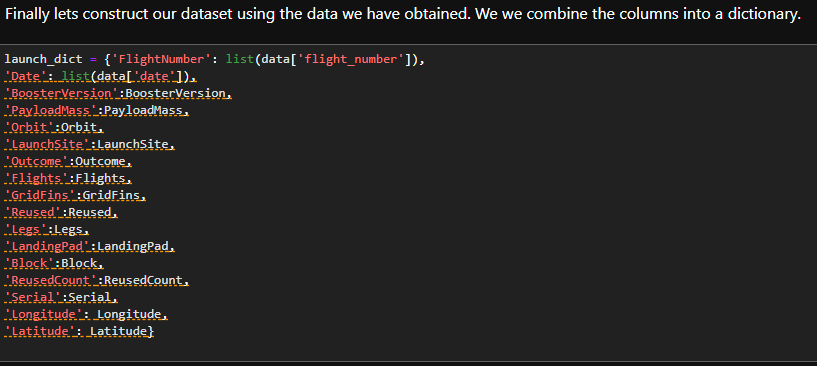 Finally lets construct our dataset using the data we have obtained. We we combine the columns into a dictionary.
launch_dict = {'FlightNumber': list(data['flight_number']),
'Date': list(data['date']),
'BoosterVersion':BoosterVersion,
'PayloadMass':PayloadMass,
'Orbit':Orbit,
'LaunchSite':LaunchSite,
'Outcome':Outcome,
'Flights':Flights,
'GridFins':GridFins,
'Reused':Reused,
'Legs':Legs,
'LandingPad':LandingPad,
'Block':Block,
'ReusedCount':ReusedCount,
'Serial':Serial,
'Longitude': Longitude,
'Latitude': Latitude}